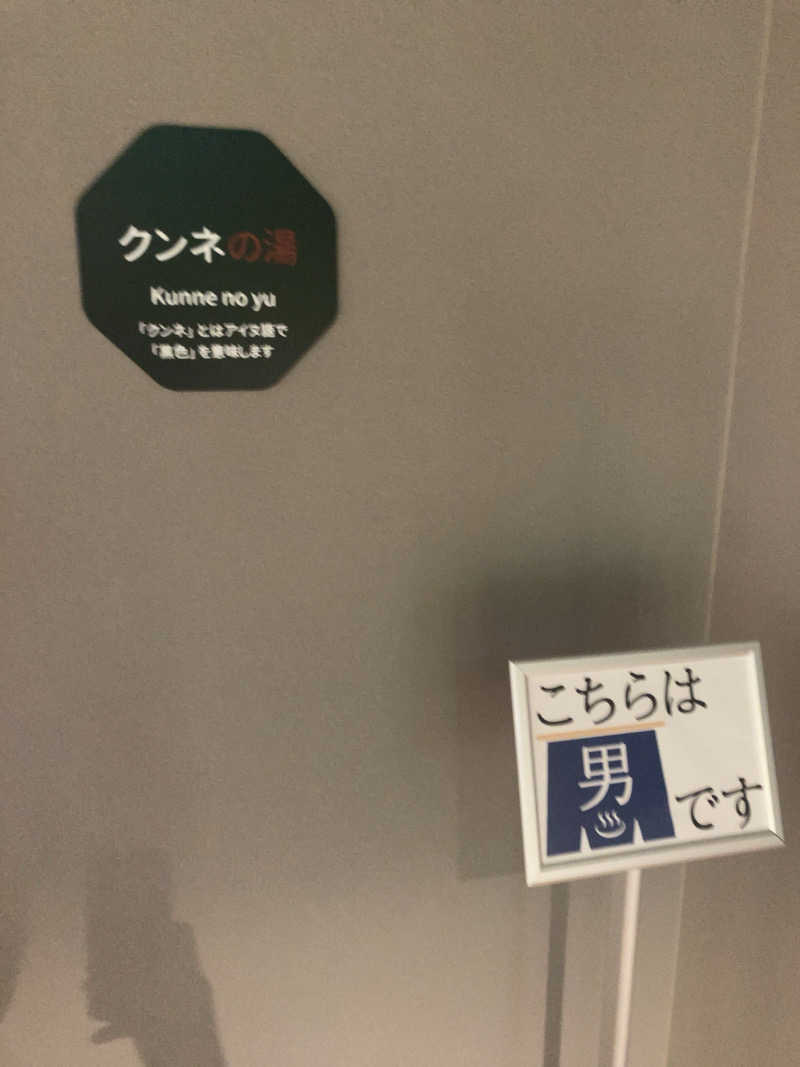 クンネの湯
Kunne no yu
「クンネ」とはアイヌ語で
「黒色」を意味します
こちらは
男
です